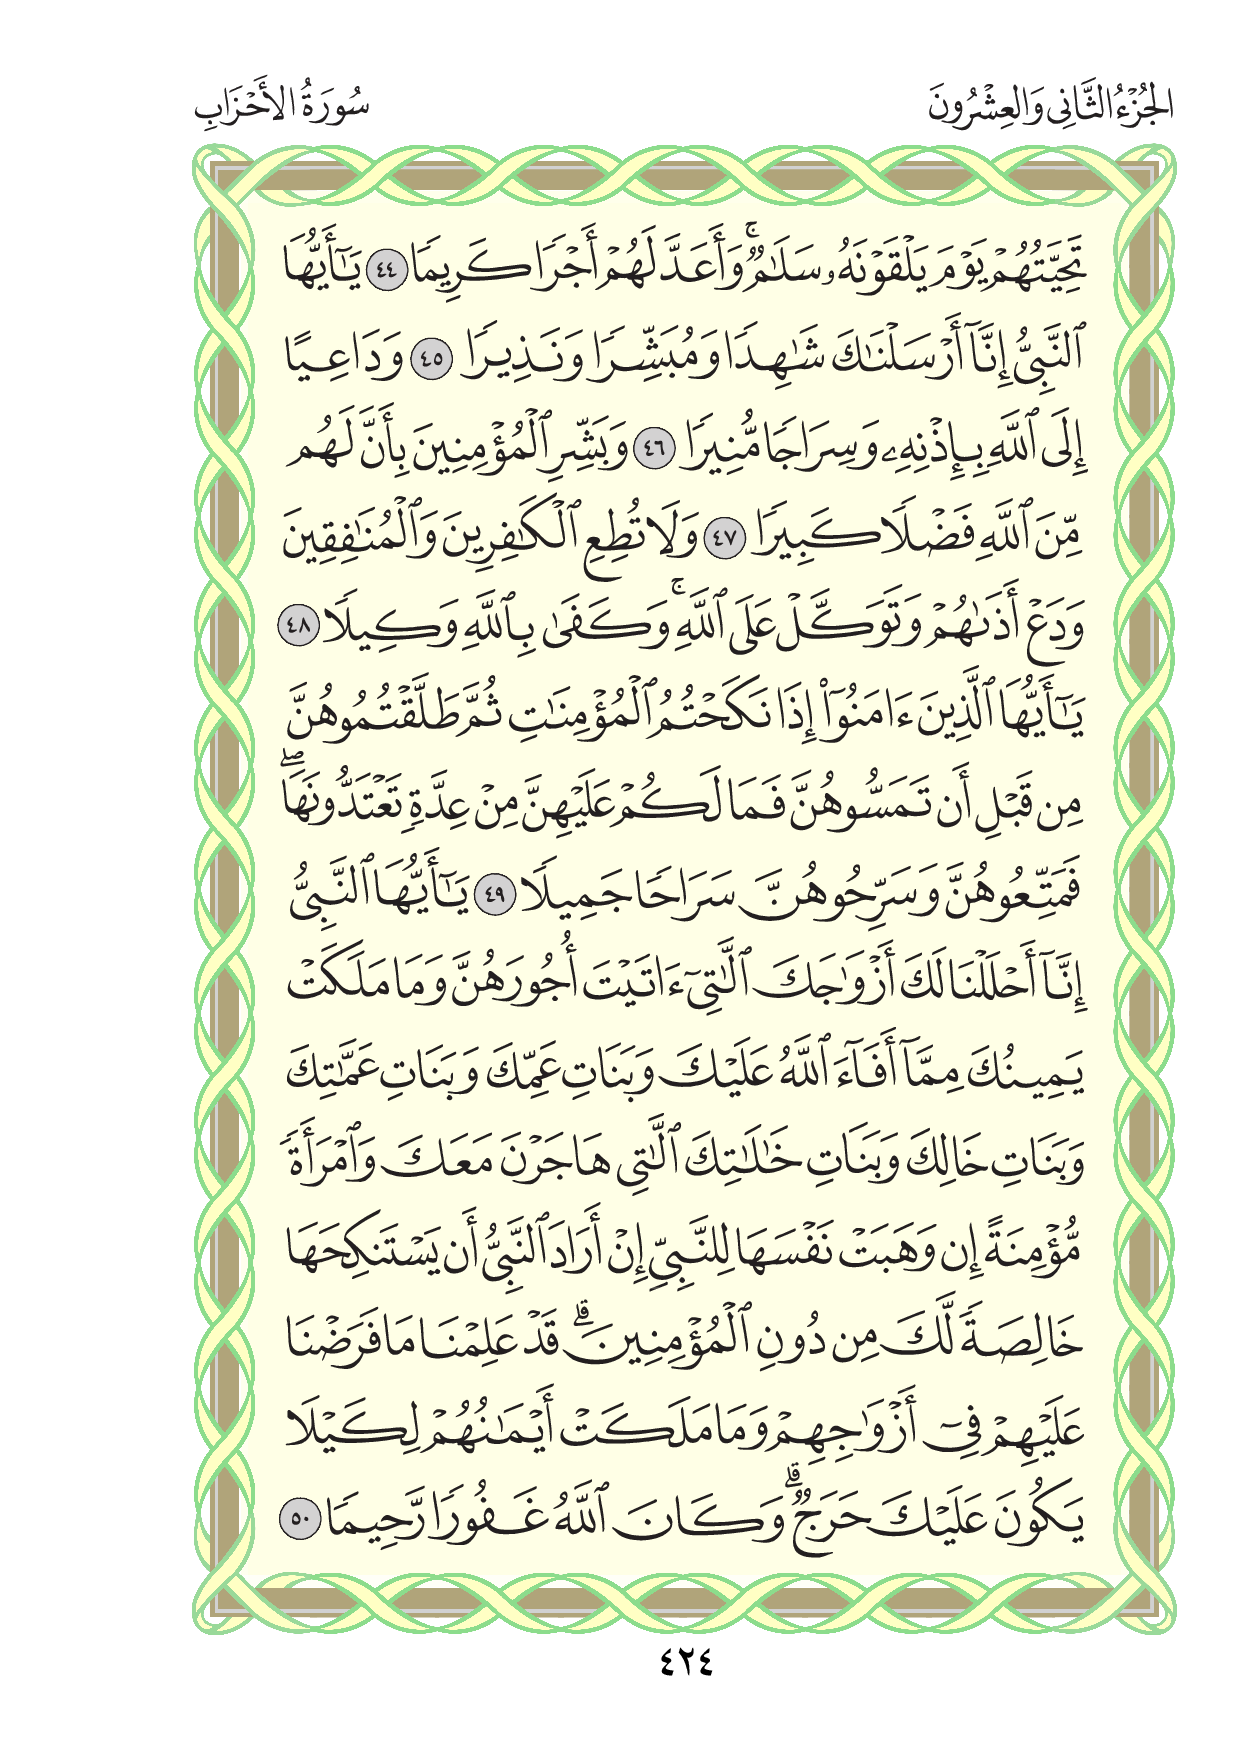 الجُزْءُ الثَّانِي وَالعِشْرُونَ
سُورَةُ الأَحْزَابِ
تَحِيَّتُهُمْ يَوْمَ يَلْقَوْنَهُۥ سَلَٰمٌۚ وَأَعَدَّ لَهُمْ أَجْرًا كَرِيمًا ٤٤ يَٰٓأَيُّهَا
ٱلنَّبِيُّ إِنَّآ أَرْسَلْنَٰكَ شَٰهِدًا وَمُبَشِّرًا وَنَذِيرًا ٤٥ وَدَاعِيًا
إِلَى ٱللَّهِ بِإِذْنِهِۦ وَسِرَاجًا مُّنِيرًا ٤٦ وَبَشِّرِ ٱلْمُؤْمِنِينَ بِأَنَّ لَهُم
مِّنَ ٱللَّهِ فَضْلًا كَبِيرًا ٤٧ وَلَا تُطِعِ ٱلْكَٰفِرِينَ وَٱلْمُنَٰفِقِينَ
وَدَعْ أَذَىٰهُمْ وَتَوَكَّلْ عَلَى ٱللَّهِۚ وَكَفَىٰ بِٱللَّهِ وَكِيلًا ٤٨
يَٰٓأَيُّهَا ٱلَّذِينَ ءَامَنُوٓا۟ إِذَا نَكَحْتُمُ ٱلْمُؤْمِنَٰتِ ثُمَّ طَلَّقْتُمُوهُنَّ
مِن قَبْلِ أَن تَمَسُّوهُنَّ فَمَا لَكُمْ عَلَيْهِنَّ مِنْ عِدَّةٍ تَعْتَدُّونَهَاۖ
فَمَتِّعُوهُنَّ وَسَرِّحُوهُنَّ سَرَاحًا جَمِيلًا ٤٩ يَٰٓأَيُّهَا ٱلنَّبِيُّ
إِنَّآ أَحْلَلْنَا لَكَ أَزْوَٰجَكَ ٱلَّٰتِيٓ ءَاتَيْتَ أُجُورَهُنَّ وَمَا مَلَكَتْ
يَمِينُكَ مِمَّآ أَفَآءَ ٱللَّهُ عَلَيْكَ وَبَنَاتِ عَمِّكَ وَبَنَاتِ عَمَّٰتِكَ
وَبَنَاتِ خَالِكَ وَبَنَاتِ خَٰلَٰتِكَ ٱلَّٰتِي هَاجَرْنَ مَعَكَ وَٱمْرَأَةً
مُّؤْمِنَةً إِن وَهَبَتْ نَفْسَهَا لِلنَّبِيِّ إِنْ أَرَادَ ٱلنَّبِيُّ أَن يَسْتَنكِحَهَا
خَالِصَةً لَّكَ مِن دُونِ ٱلْمُؤْمِنِينَۗ قَدْ عَلِمْنَا مَا فَرَضْنَا
عَلَيْهِمْ فِيٓ أَزْوَٰجِهِمْ وَمَا مَلَكَتْ أَيْمَٰنُهُمْ لِكَيْلَا
يَكُونَ عَلَيْكَ حَرَجٌۗ وَكَانَ ٱللَّهُ غَفُورًا رَّحِيمًا ٥٠
٤٢٤